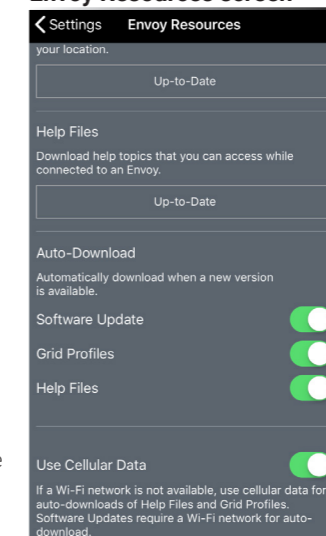 Settings Envoy Resources
your location.
Up-to-Date
Help Files
Download help topics that you can access while
connected to an Envoy.
Up-to-Date
Auto-Download
Automatically download when a new version
is available.
Software Update
Grid Profiles
Help Files
Use Cellular Data
If a Wi-Fi network is not available, use cellular data for
auto-downloads of Help Files and Grid Profiles.
Software Updates require a Wi-Fi network for auto-
download.